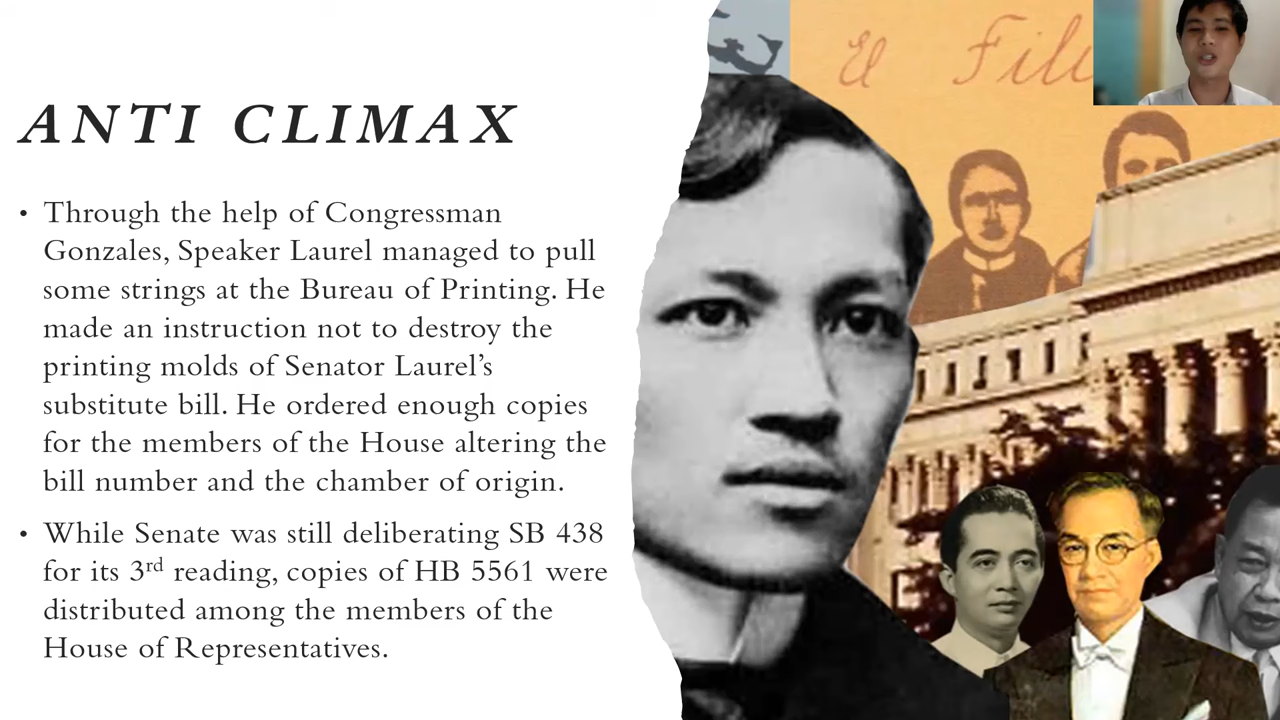 El Fili
ANTI CLIMAX
• Through the help of Congressman
Gonzales, Speaker Laurel managed to pull
some strings at the Bureau of Printing. He
made an instruction not to destroy the
printing molds of Senator Laurel’s
substitute bill. He ordered enough copies
for the members of the House altering the
bill number and the chamber of origin.
• While Senate was still deliberating SB 438
for its 3rd reading, copies of HB 5561 were
distributed among the members of the
House of Representatives.